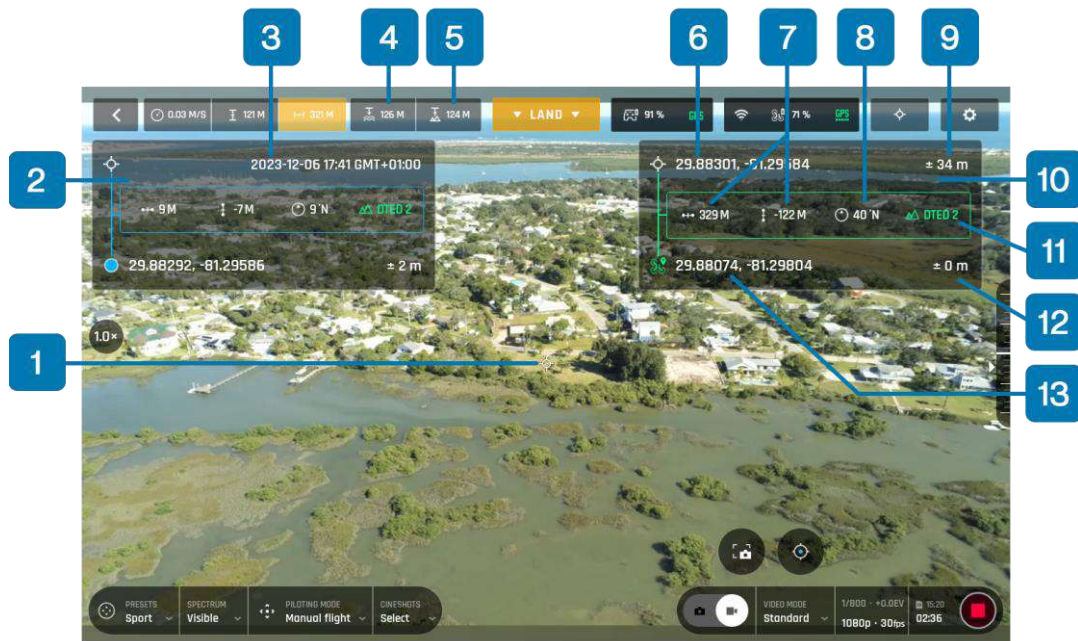 3
4
5
6
7
8
9
0.03 M/S
121 M
321 M
126 M
124 M
LAND
91 %
GPS
71 %
GPS
2
2023-12-06 17:41 GMT+01:00
9 M
-7 M
9 °N
DTED 2
29.88292, -81.29586
± 2 m
29.88301, -81.29584
± 34 m
10
329 M
-122 M
40 °N
DTED 2
11
29.88074, -81.29804
± 0 m
12
1.0×
1
13
PRESETS
Sport
SPECTRUM
Visible
PILOTING MODE
Manual flight
CINESHOTS
Select
VIDEO MODE
Standard
1/800 · +0.0EV
1080p · 30fps
15:20
02:36